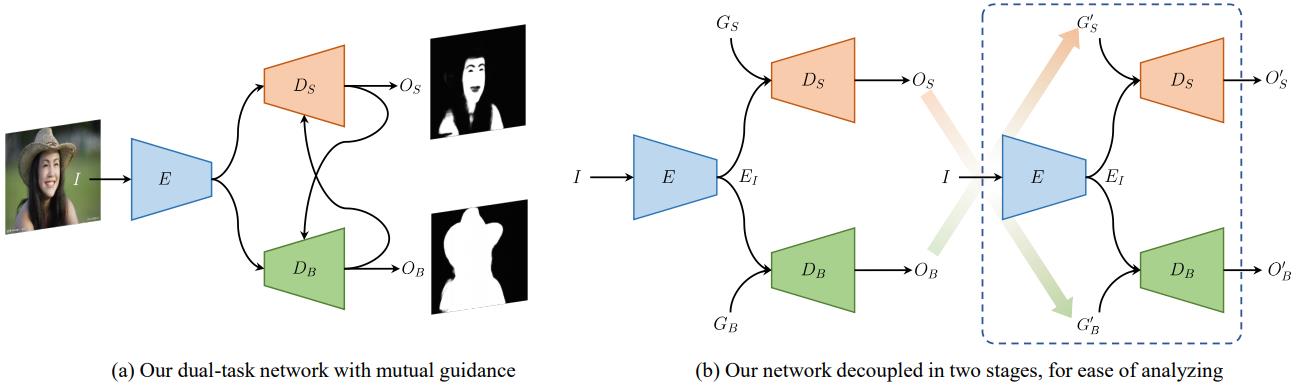 I
E
D_S
D_B
O_S
O_B
(a) Our dual-task network with mutual guidance
I
E
E_I
G_S
D_S
O_S
G_B
D_B
O_B
I
E
E_I
G'_S
D_S
O'_S
G'_B
D_B
O'_B
(b) Our network decoupled in two stages, for ease of analyzing